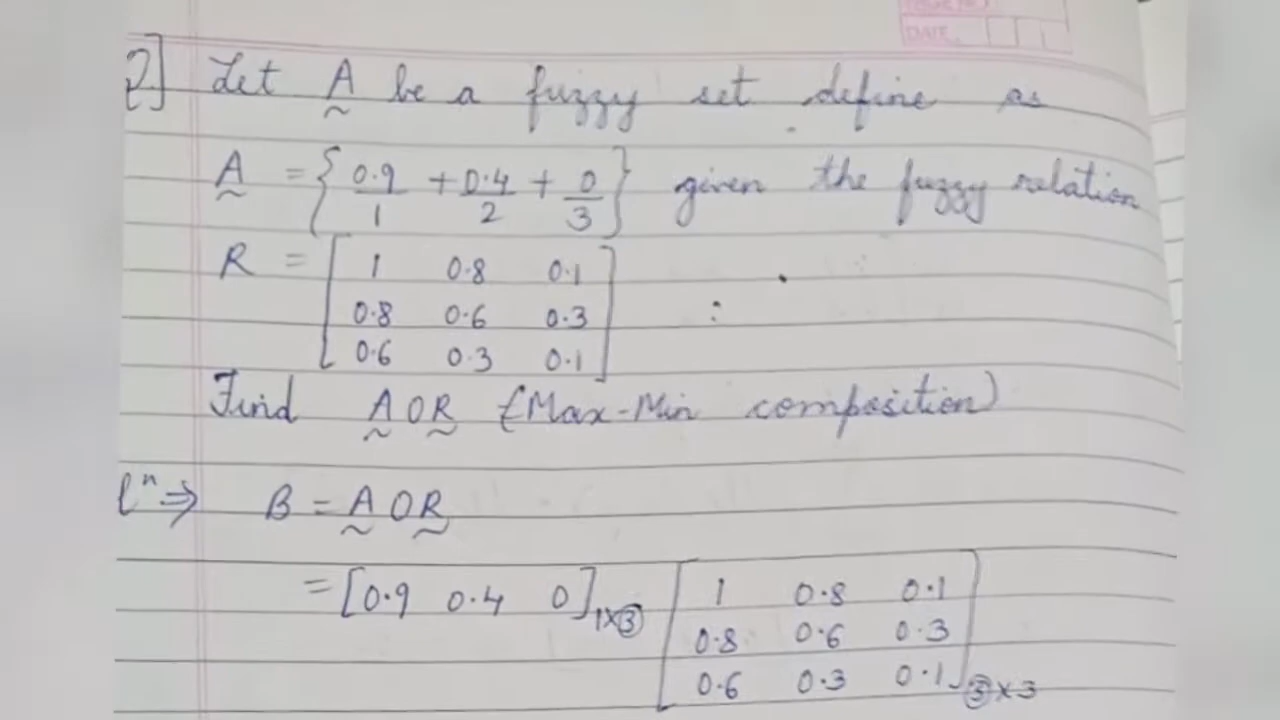 DATE
2] Let A be a fuzzy set define as
A = { 0.9/1 + 0.4/2 + 0/3 } given the fuzzy relation
R = [ 1 0.8 0.1
0.8 0.6 0.3
0.6 0.3 0.1 ]
Find A O R (Max-Min composition)
lⁿ ⇒ B = A O R
= [0.9 0.4 0]1×3 [ 1 0.8 0.1
0.8 0.6 0.3
0.6 0.3 0.1 ]3×3